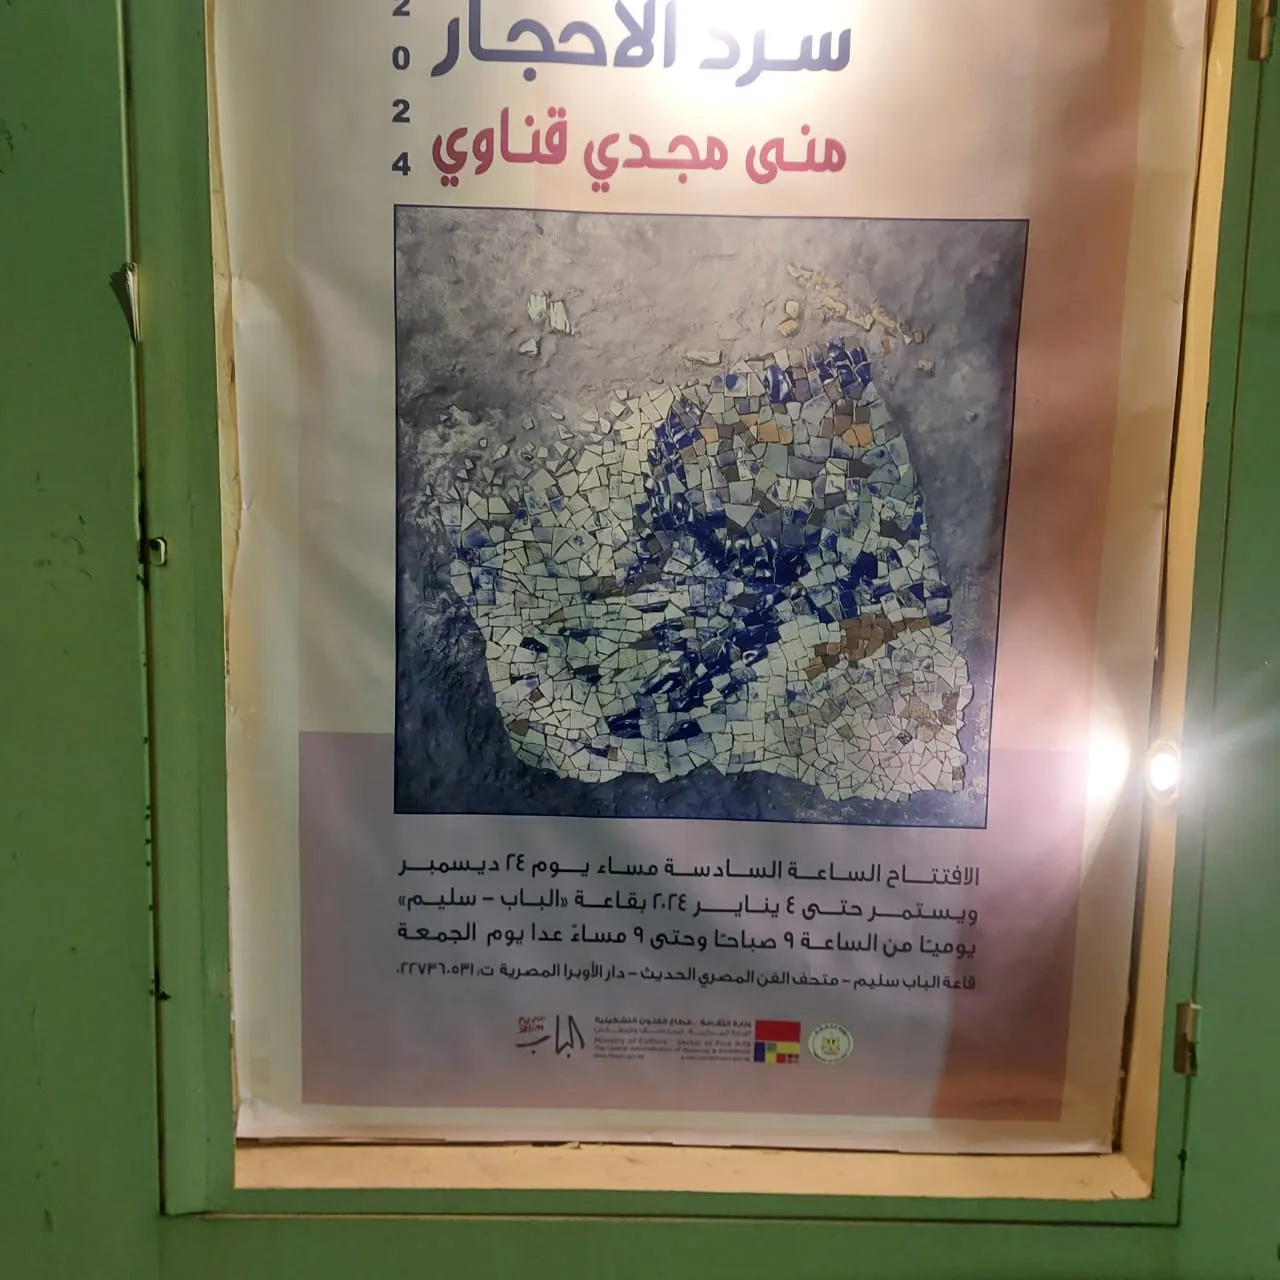 سرد الأحجار
2024
منى مجدي قناوي
الافتتاح الساعة السادسة مساء يوم ٢٤ ديسمبر
ويستمر حتى ٤ يناير ٢٠٢٤ بقاعة «الباب - سليم»
يوميًا من الساعة ٩ صباحًا وحتى ٩ مساءً عدا يوم الجمعة
قاعة الباب سليم - متحف الفن المصري الحديث - دار الأوبرا المصرية ت: ٢٢٧٣٦٠٥٣١.
الباب
selim
وزارة الثقافة . قطاع الفنون التشكيلية
Ministry of Culture . Sector of Fine Arts